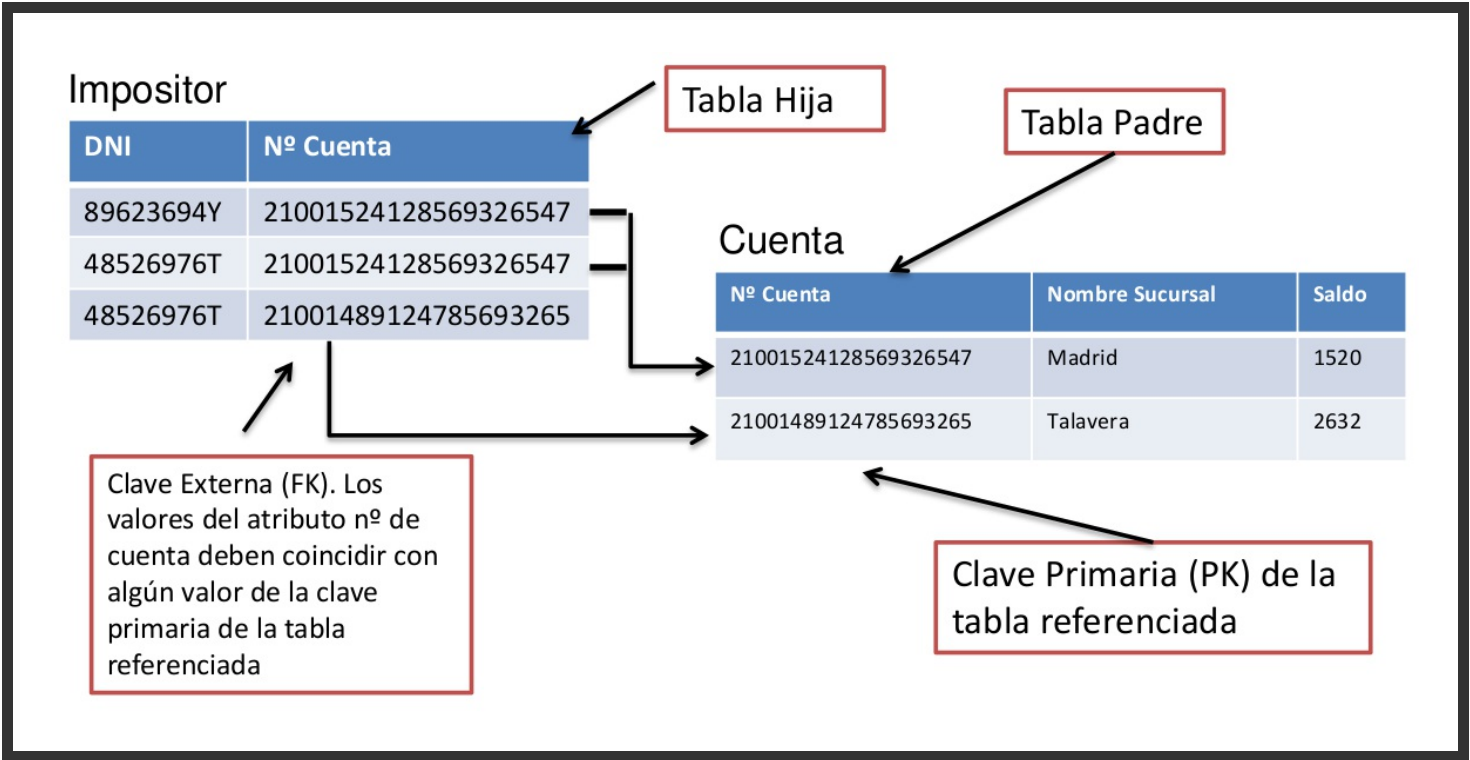 Impositor
Tabla Hija
Tabla Padre
DNI Nº Cuenta
89623694Y 21001524128569326547
48526976T 21001524128569326547
48526976T 21001489124785693265
Cuenta
Nº Cuenta Nombre Sucursal Saldo
21001524128569326547 Madrid 1520
21001489124785693265 Talavera 2632
Clave Externa (FK). Los
valores del atributo nº de
cuenta deben coincidir con
algún valor de la clave
primaria de la tabla
referenciada
Clave Primaria (PK) de la
tabla referenciada